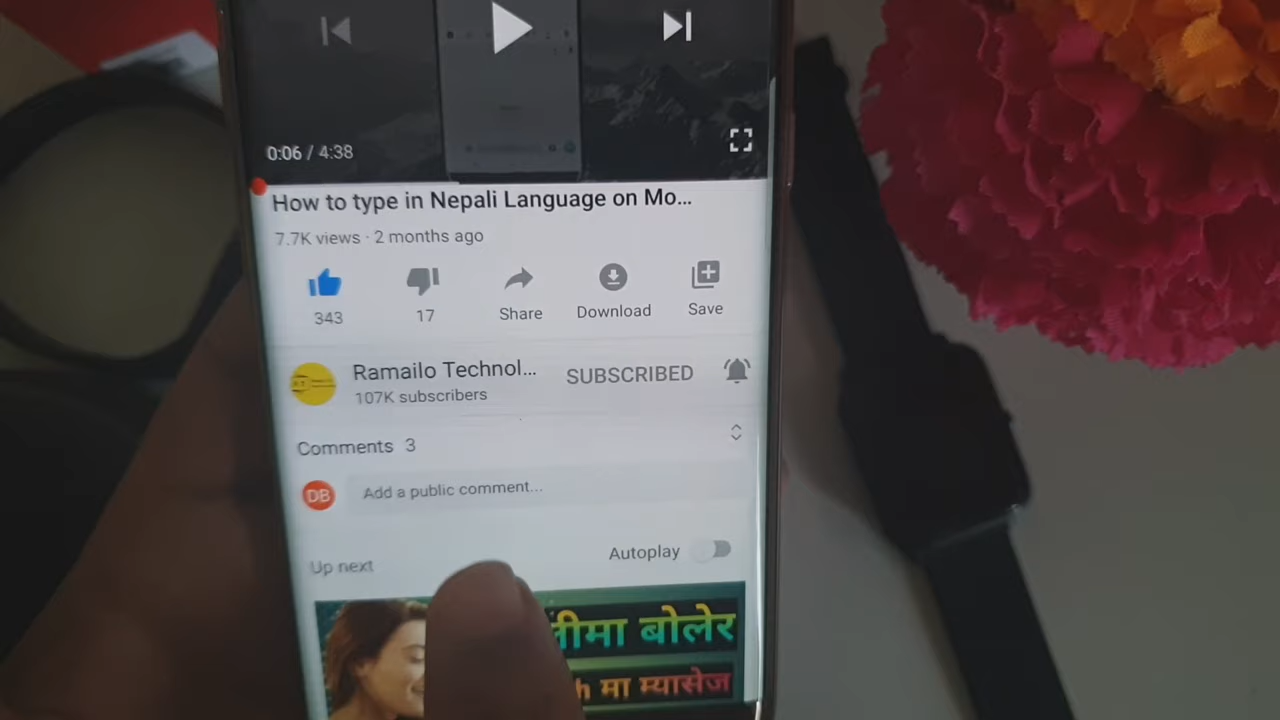 0:06 / 4:38
How to type in Nepali Language on Mo...
7.7K views · 2 months ago
343
17
Share
Download
Save
Ramailo Technol...
SUBSCRIBED
107K subscribers
Comments 3
DB
Add a public comment...
Up next
Autoplay
बोलेर
मा म्यासेज